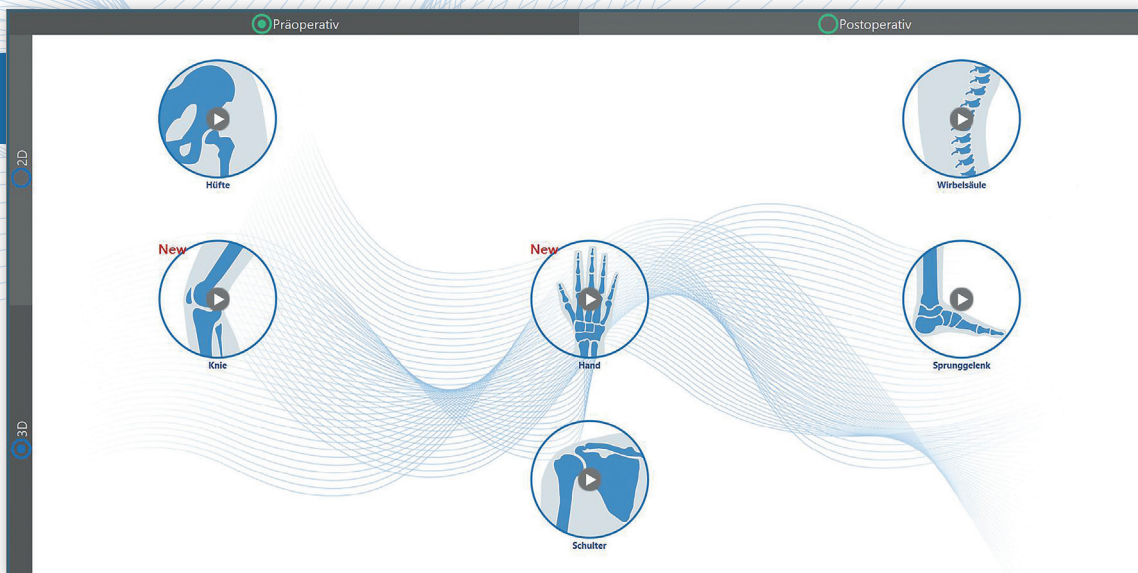 Präoperativ
Postoperativ
2D
3D
Hüfte
Wirbelsäule
New
Knie
New
Hand
Sprunggelenk
Schulter